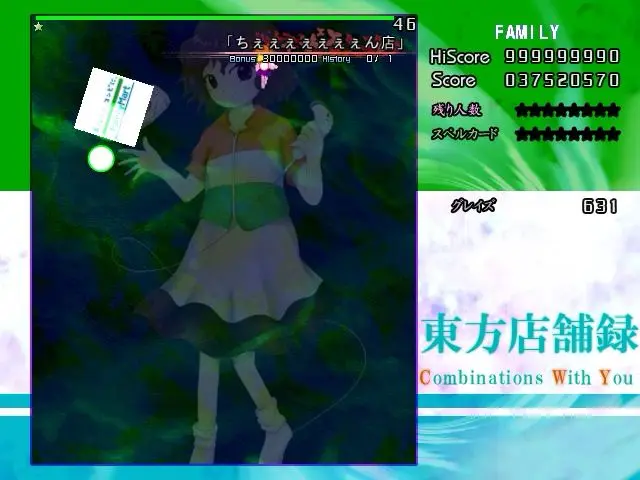 46
「ちぇぇぇぇぇぇぇん店」
Bonus 30000000 History 0/ 1
FAMILY
HiScore 999999990
Score 037520570
残り人数 ★★★★★★★★
スペルカード ★★★★★★★★
グレイズ 631
東方店舗録
Combinations With You